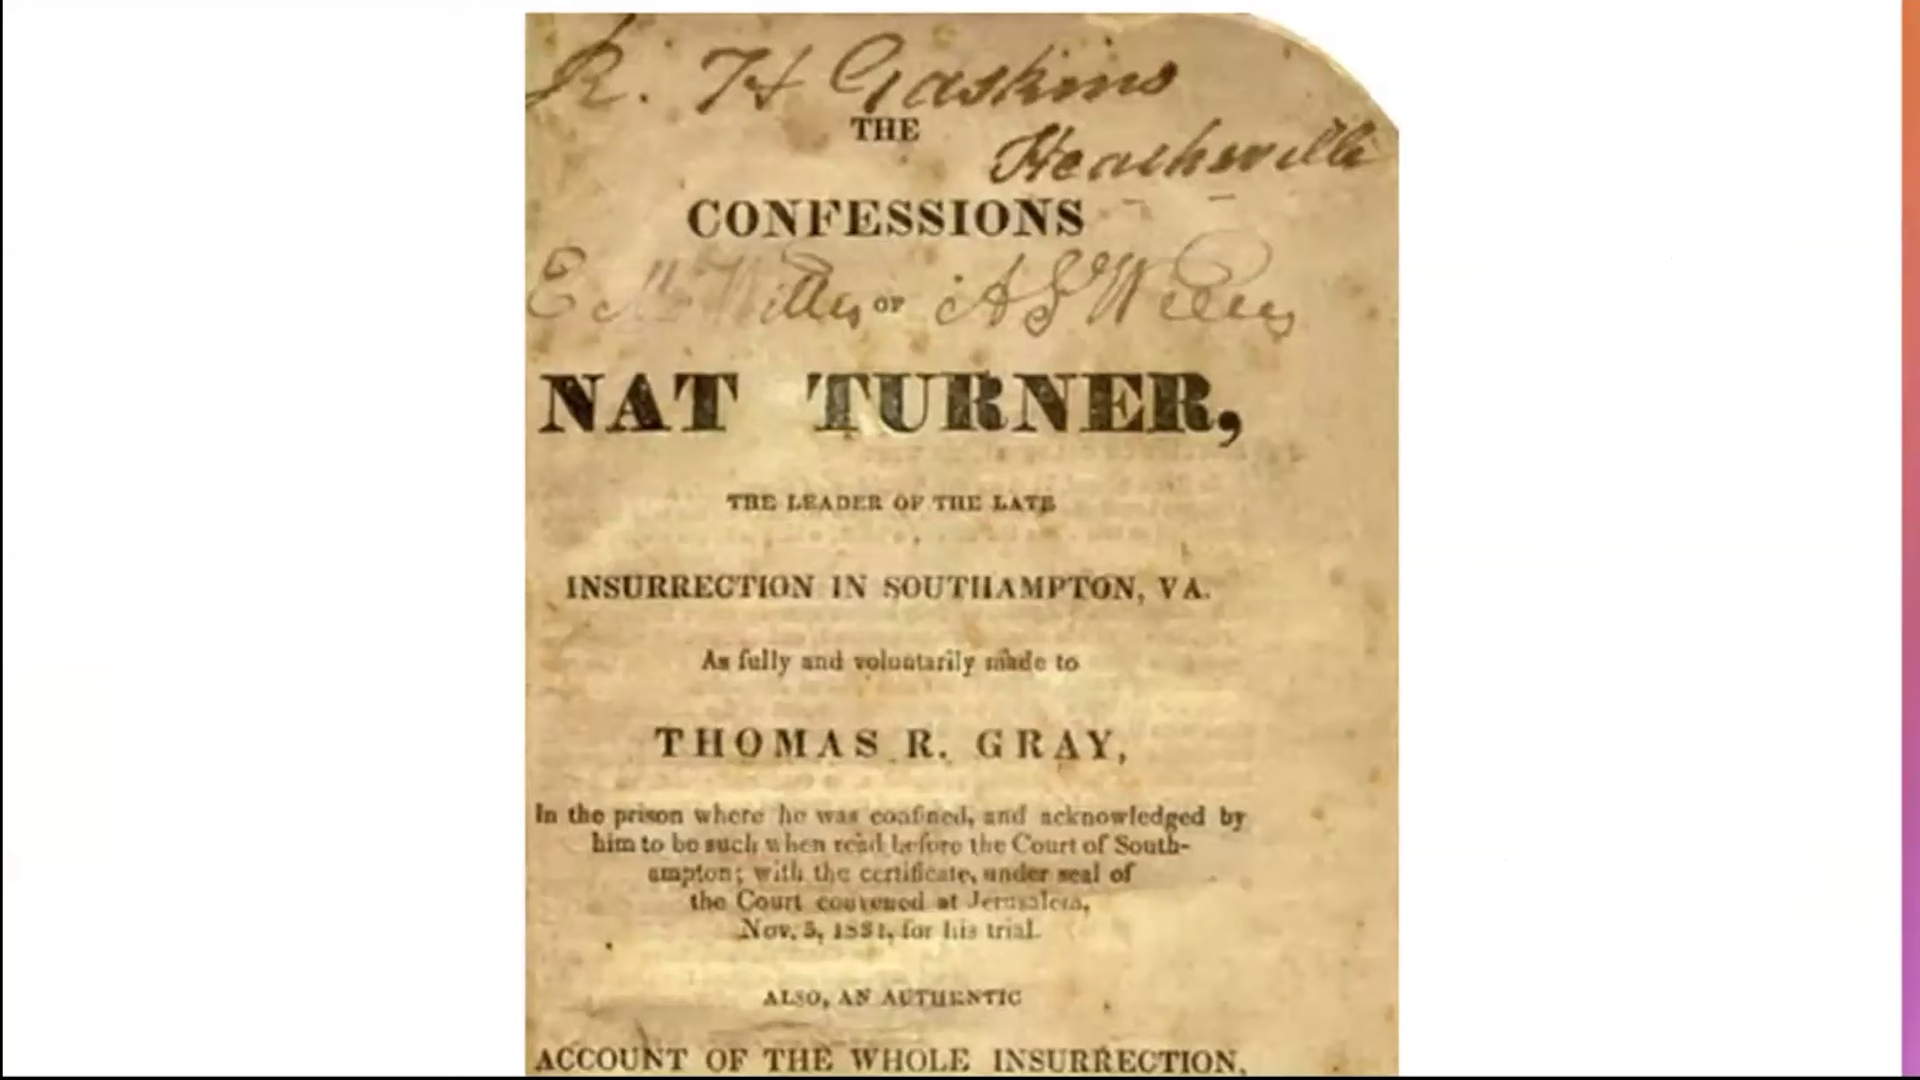 R. H Gaskins
THE
Heathsville
CONFESSIONS
OF
NAT TURNER,
THE LEADER OF THE LATE
INSURRECTION IN SOUTHAMPTON, VA.
As fully and voluntarily made to
THOMAS R. GRAY,
In the prison where he was confined, and acknowledged by
him to be such when read before the Court of South-
ampton; with the certificate, under seal of
the Court convened at Jerusalem,
Nov. 5, 1831, for his trial.
ALSO, AN AUTHENTIC
ACCOUNT OF THE WHOLE INSURRECTION,